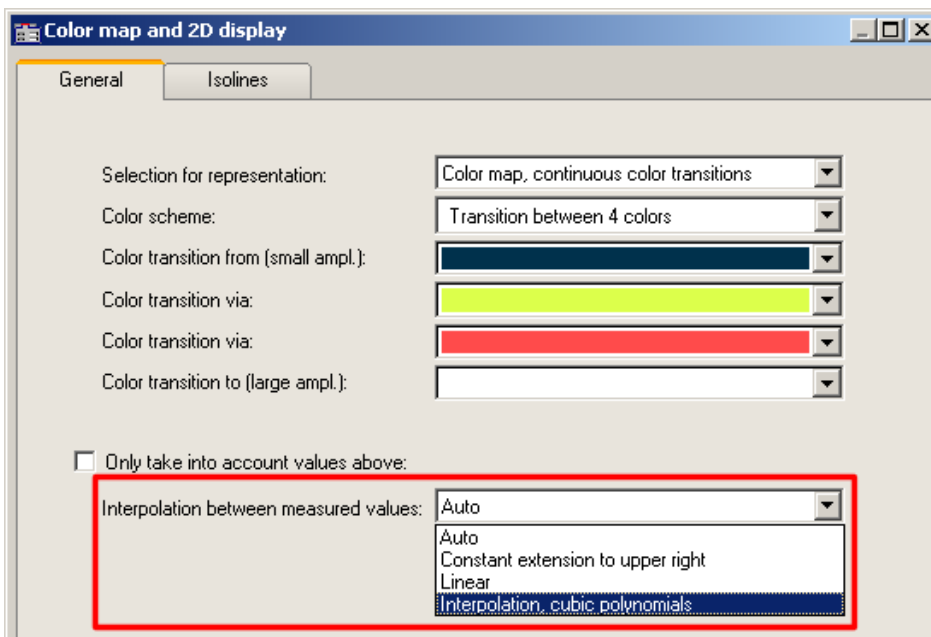 Color map and 2D display
General Isolines
Selection for representation: Color map, continuous color transitions
Color scheme: Transition between 4 colors
Color transition from (small ampl.):
Color transition via:
Color transition via:
Color transition to (large ampl.):
Only take into account values above:
Interpolation between measured values: Auto
Auto
Constant extension to upper right
Linear
Interpolation, cubic polynomials